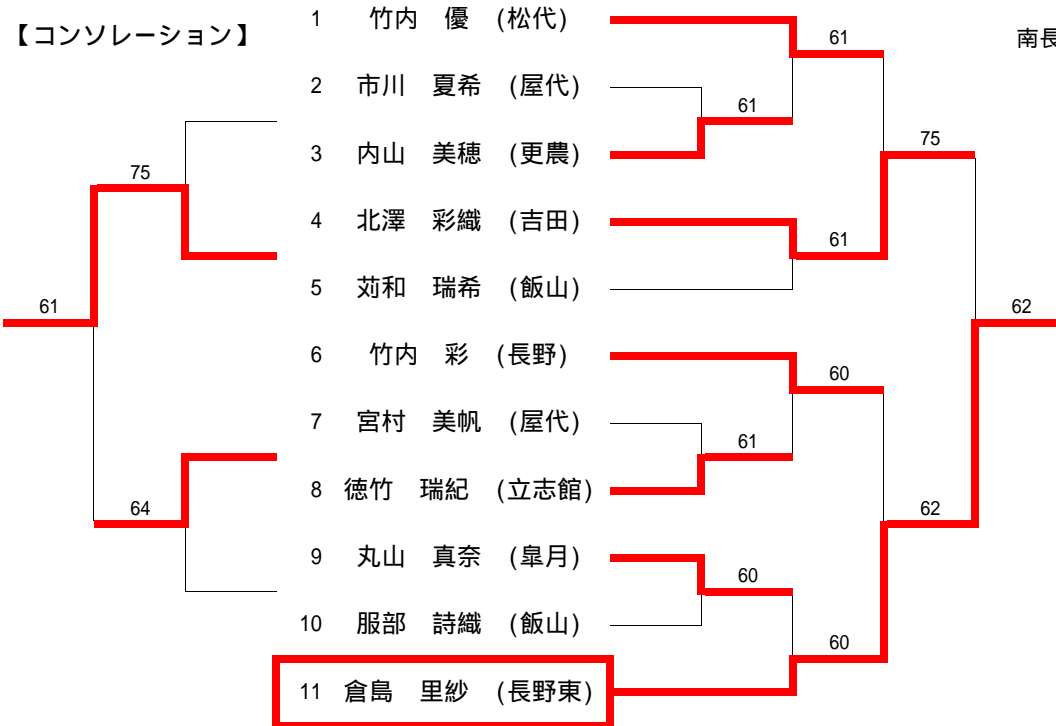 【コンソレーション】
南長
1 竹内 優 (松代)
2 市川 夏希 (屋代)
3 内山 美穂 (更農)
4 北澤 彩織 (吉田)
5 苅和 瑞希 (飯山)
6 竹内 彩 (長野)
7 宮村 美帆 (屋代)
8 徳竹 瑞紀 (立志館)
9 丸山 真奈 (皐月)
10 服部 詩織 (飯山)
11 倉島 里紗 (長野東)
75
61
64
61
61
75
61
62
60
61
62
60
60